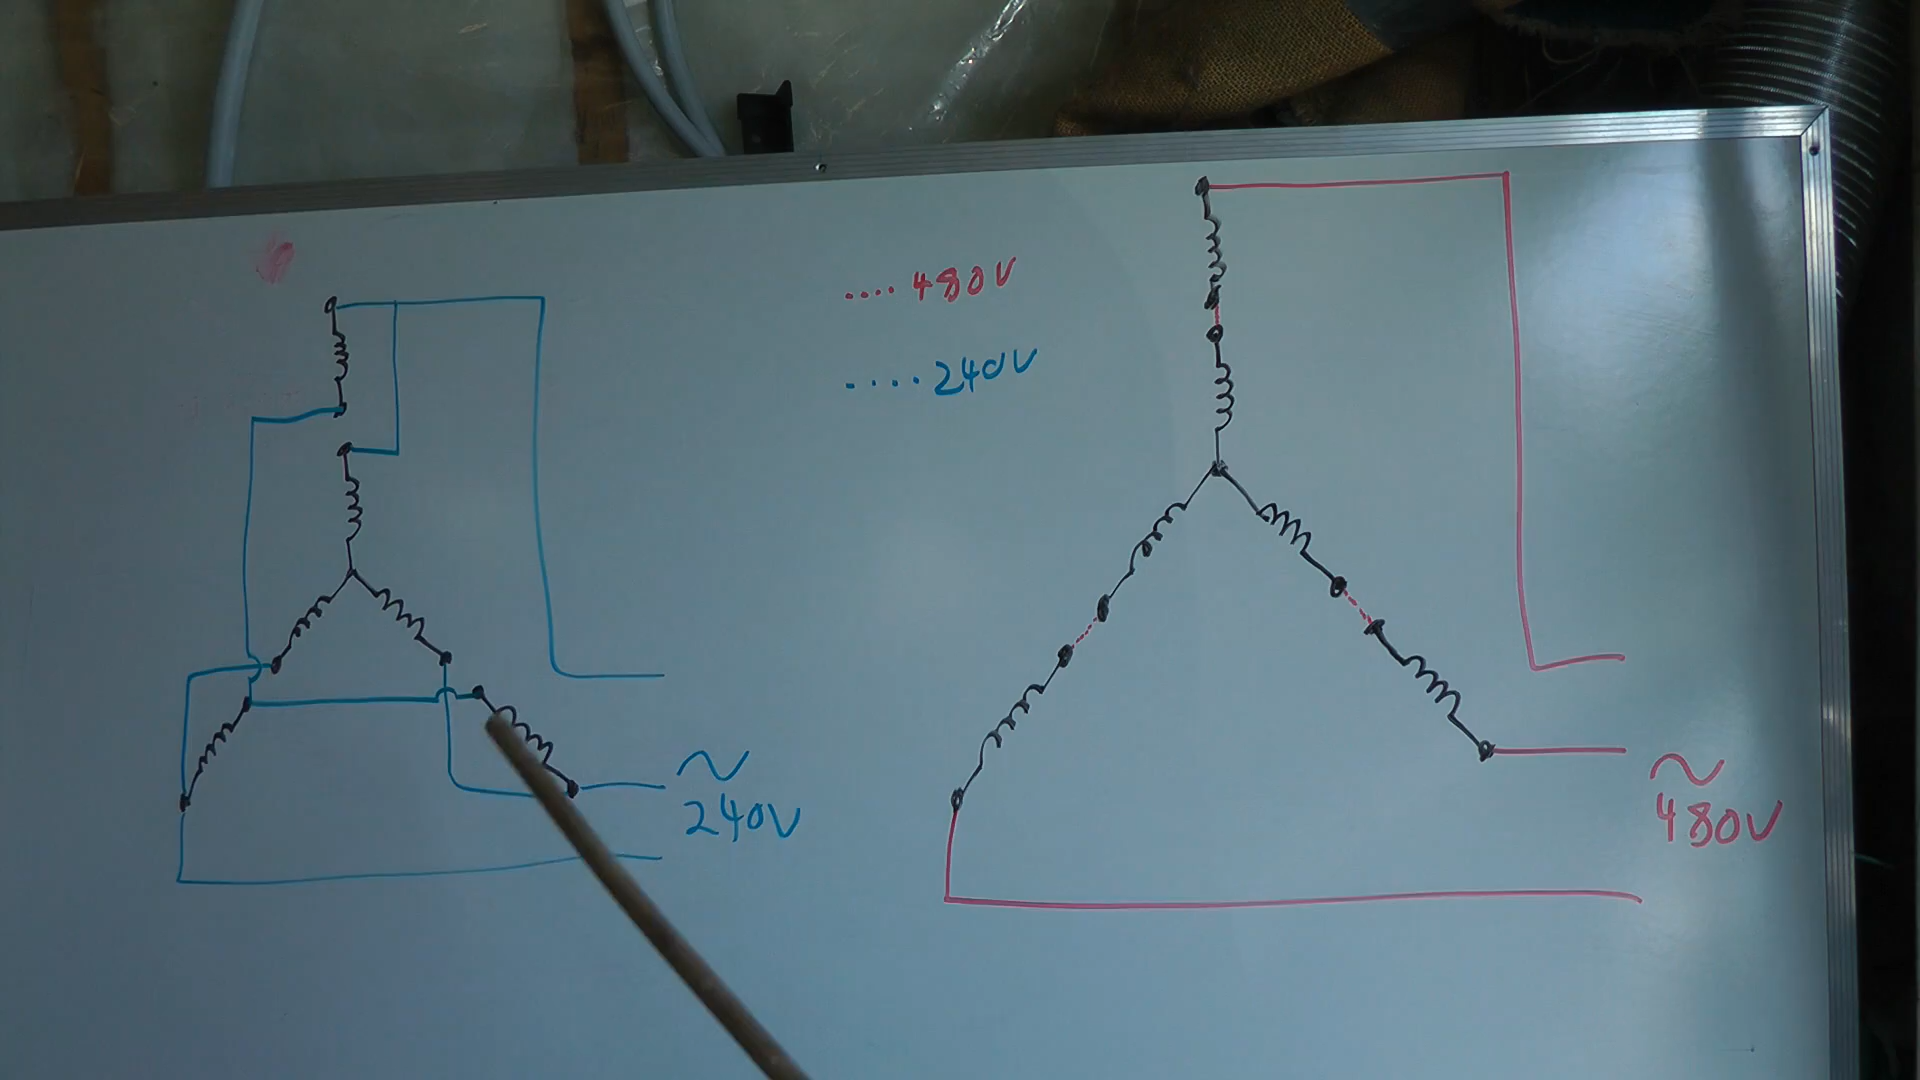 .... 480V
.... 240V
~
240V
~
480V